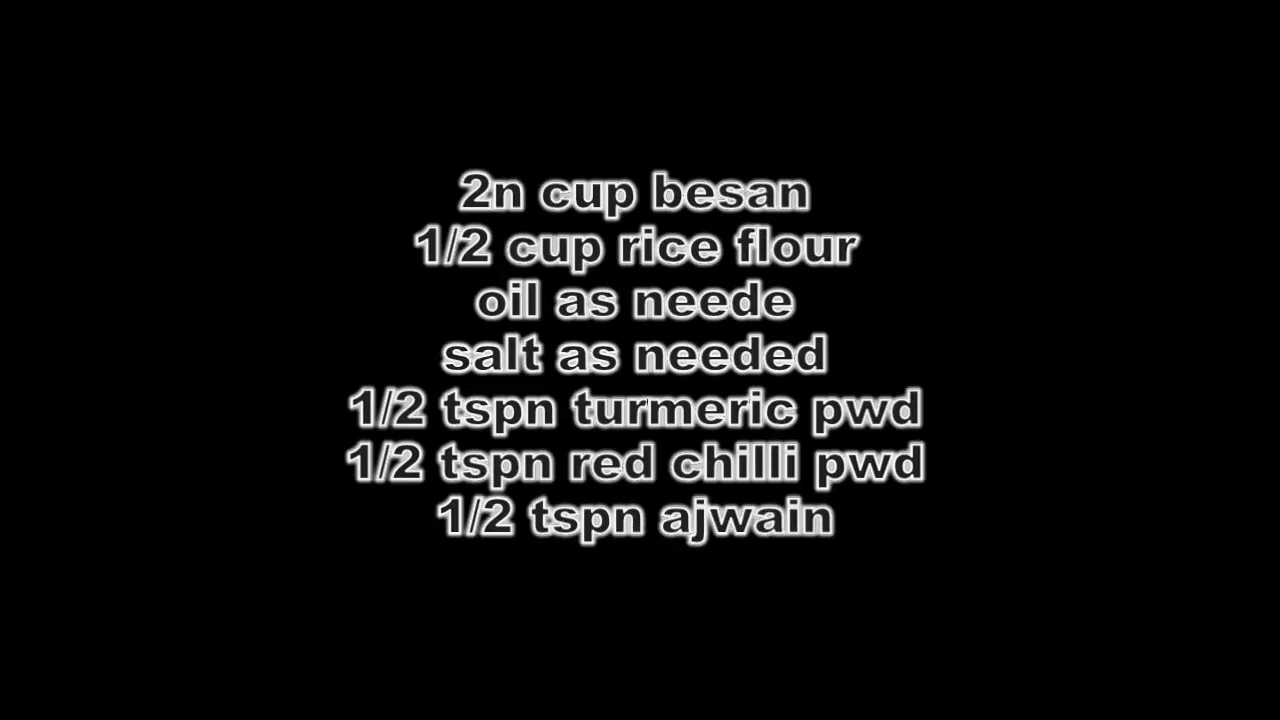 2n cup besan
1/2 cup rice flour
oil as neede
salt as needed
1/2 tspn turmeric pwd
1/2 tspn red chilli pwd
1/2 tspn ajwain